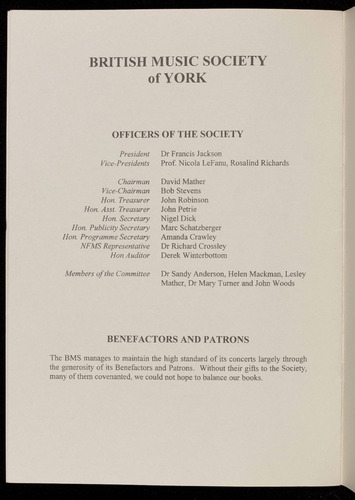 BRITISH MUSIC SOCIETY
of YORK
OFFICERS OF THE SOCIETY
President Dr Francis Jackson
Vice-Presidents Prof. Nicola LeFanu, Rosalind Richards
Chairman David Mather
Vice-Chairman Bob Stevens
Hon. Treasurer John Robinson
Hon. Asst. Treasurer John Petrie
Hon. Secretary Nigel Dick
Hon. Publicity Secretary Marc Schatzberger
Hon. Programme Secretary Amanda Crawley
NFMS Representative Dr Richard Crossley
Hon Auditor Derek Winterbottom
Members of the Committee Dr Sandy Anderson, Helen Mackman, Lesley
Mather, Dr Mary Turner and John Woods
BENEFACTORS AND PATRONS
The BMS manages to maintain the high standard of its concerts largely through
the generosity of its Benefactors and Patrons. Without their gifts to the Society,
many of them covenanted, we could not hope to balance our books.